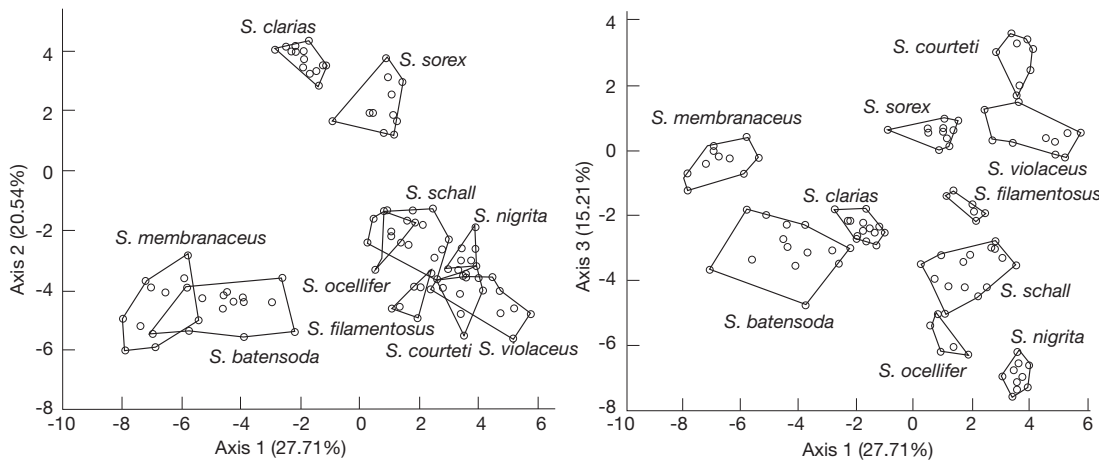 S. clarias
S. sorex
S. schall
S. nigrita
S. membranaceus
S. ocellifer
S. filamentosus
S. batensoda
S. courteti
S. violaceus
4
2
0
-2
-4
-6
-8
-10
-8
-6
-4
-2
0
2
4
6
Axis 2 (20.54%)
Axis 1 (27.71%)
S. courteti
S. sorex
S. membranaceus
S. violaceus
S. clarias
S. filamentosus
S. schall
S. batensoda
S. nigrita
S. ocellifer
4
2
0
-2
-4
-6
-8
-10
-8
-6
-4
-2
0
2
4
6
Axis 3 (15.21%)
Axis 1 (27.71%)